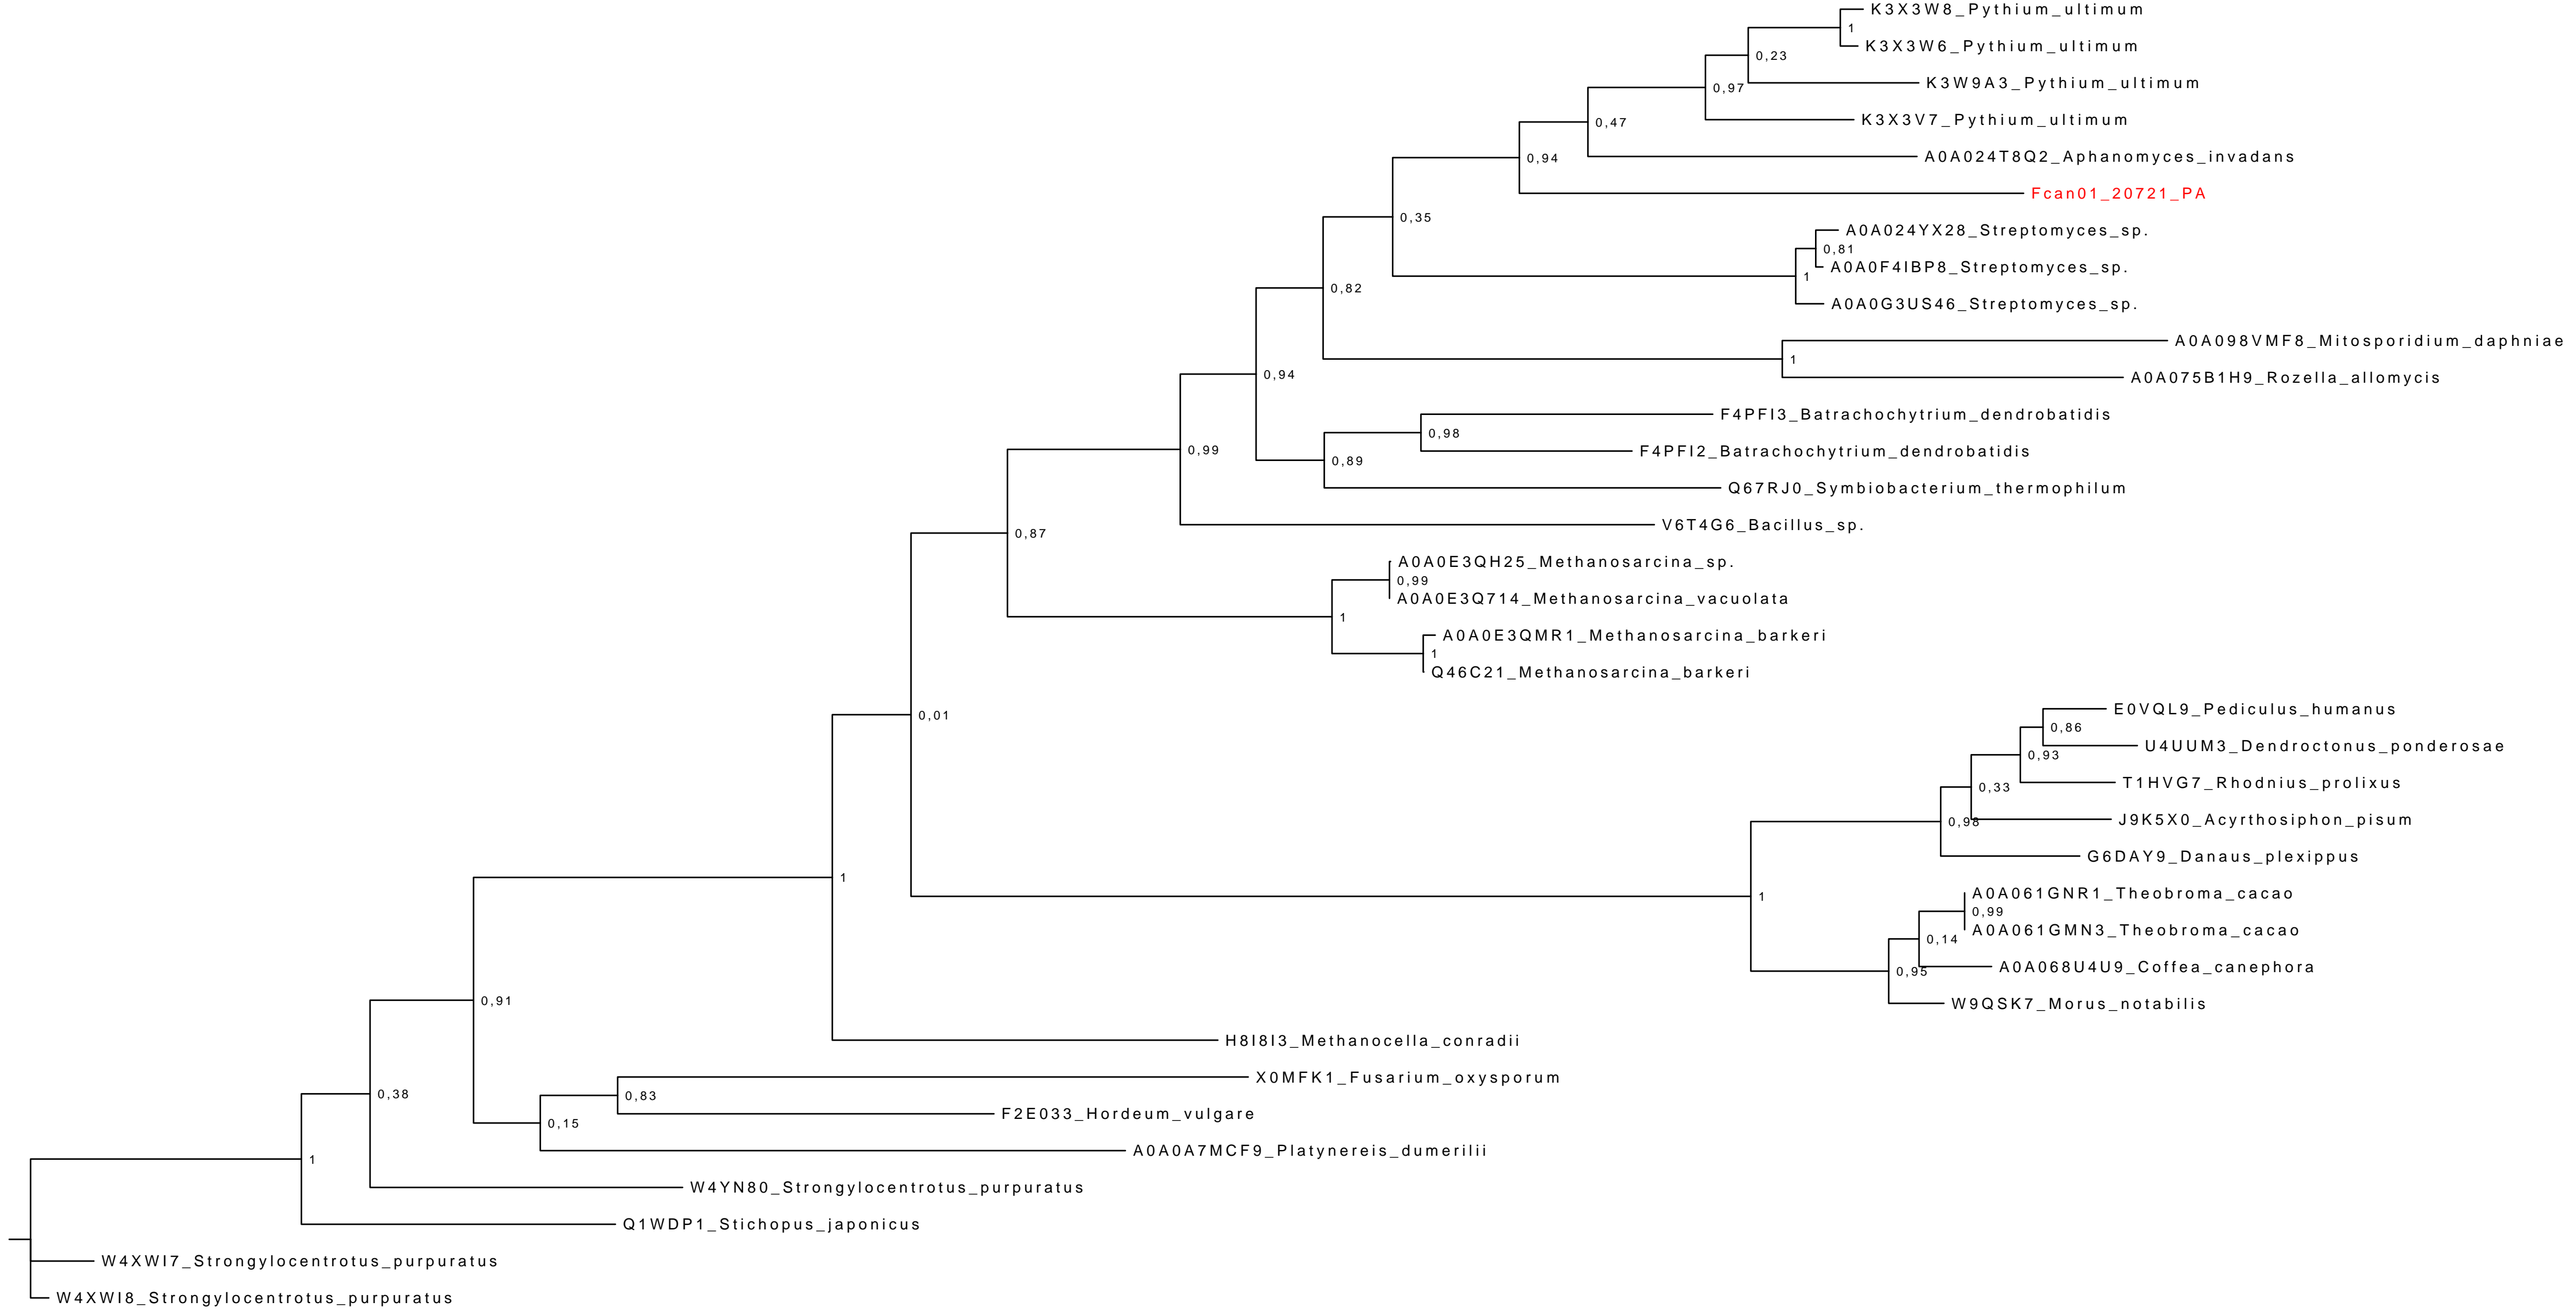 K3X3W8_Pythium_ultimum
1
K3X3W6_Pythium_ultimum
0,23
K3W9A3_Pythium_ultimum
0,97
K3X3V7_Pythium_ultimum
0,47
A0A024T8Q2_Aphanomyces_invadans
0,94
Fcan01_20721_PA
0,35
A0A024YX28_Streptomyces_sp.
0,81
A0A0F4IBP8_Streptomyces_sp.
1
0,82
A0A0G3US46_Streptomyces_sp.
A0A098VMF8_Mitosporidium_daphniae
1
0,94
A0A075B1H9_Rozella_allomycis
F4PFI3_Batrachochytrium_dendrobatidis
0,98
0,99
F4PFI2_Batrachochytrium_dendrobatidis
0,89
Q67RJ0_Symbiobacterium_thermophilum
V6T4G6_Bacillus_sp.
0,87
A0A0E3QH25_Methanosarcina_sp.
0,99
A0A0E3Q714_Methanosarcina_vacuolata
1
A0A0E3QMR1_Methanosarcina_barkeri
1
Q46C21_Methanosarcina_barkeri
E0VQL9_Pediculus_humanus
0,01
0,86
U4UUM3_Dendroctonus_ponderosae
0,93
T1HVG7_Rhodnius_prolixus
0,33
J9K5X0_Acyrthosiphon_pisum
0,98
G6DAY9_Danaus_plexippus
1
1
A0A061GNR1_Theobroma_cacao
0,99
A0A061GMN3_Theobroma_cacao
0,14
A0A068U4U9_Coffea_canephora
0,95
W9QSK7_Morus_notabilis
0,91
H8I8I3_Methanocella_conradii
X0MFK1_Fusarium_oxysporum
0,38
0,83
F2E033_Hordeum_vulgare
0,15
A0A0A7MCF9_Platynereis_dumerilii
1
W4YN80_Strongylocentrotus_purpuratus
Q1WDP1_Stichopus_japonicus
W4XWI7_Strongylocentrotus_purpuratus
W4XWI8_Strongylocentrotus_purpuratus